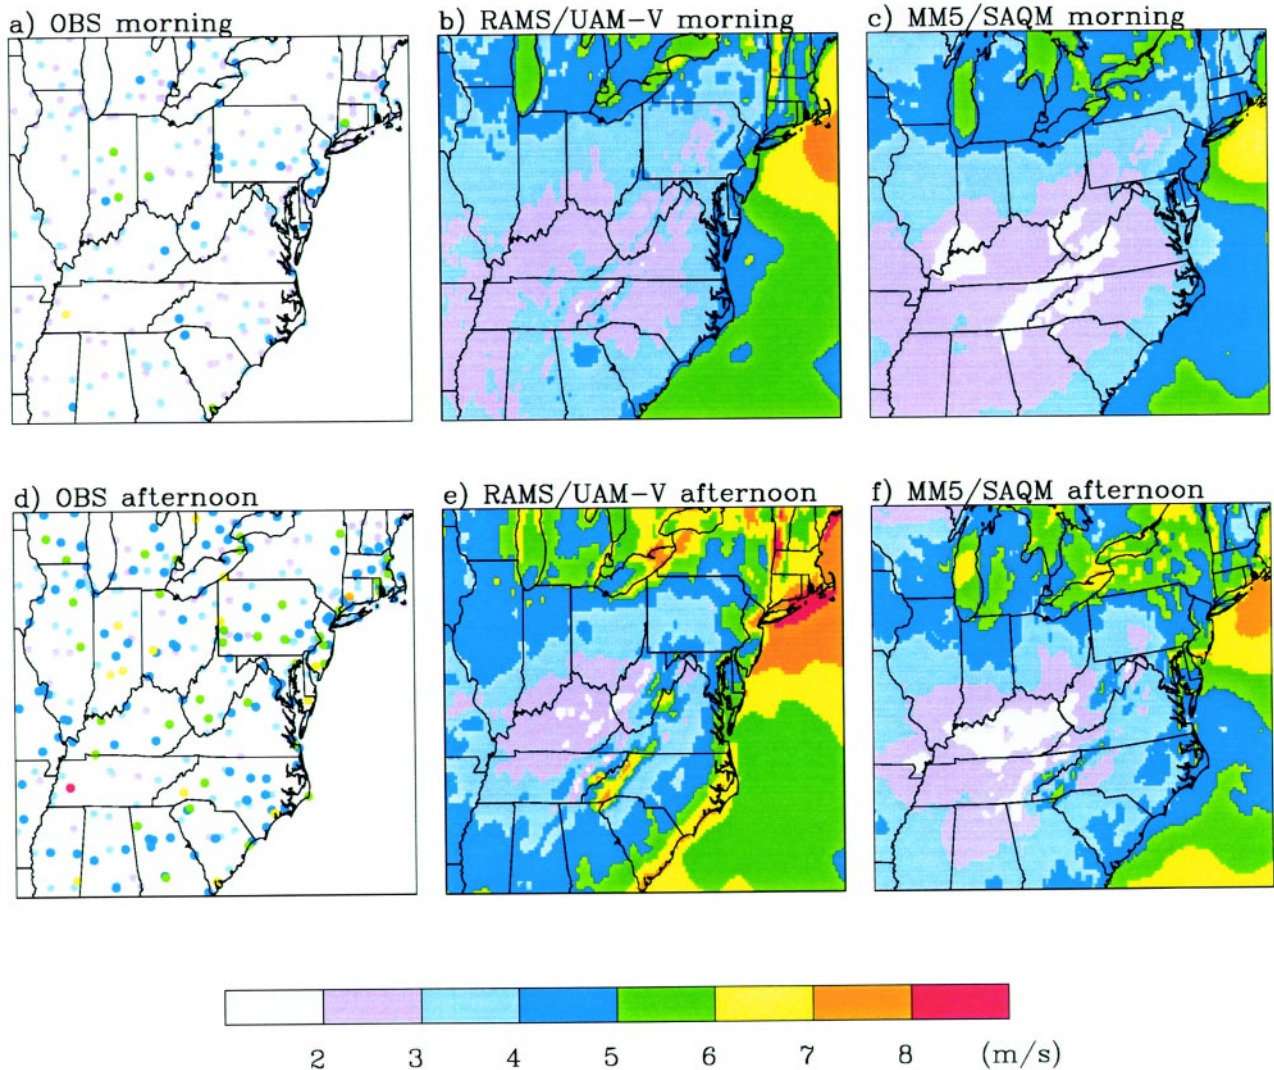 a) OBS morning
b) RAMS/UAM-V morning
c) MM5/SAQM morning
d) OBS afternoon
e) RAMS/UAM-V afternoon
f) MM5/SAQM afternoon
2 3 4 5 6 7 8 (m/s)